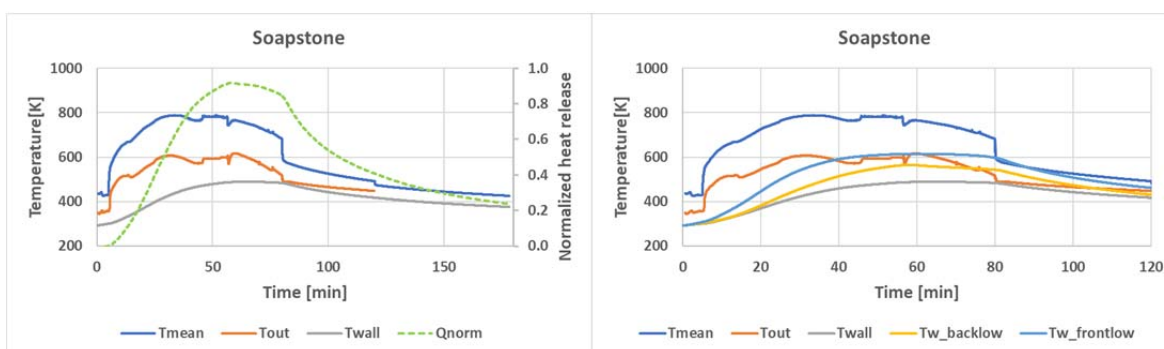 Soapstone
1000
800
600
400
200
Temperature[K]
1.0
0.8
0.6
0.4
0.2
0.0
Normalized heat release
0 50 100 150
Time [min]
Tmean Tout Twall Qnorm
Soapstone
1000
800
600
400
200
Temperature[K]
0 20 40 60 80 100 120
Time [min]
Tmean Tout Twall Tw_backlow Tw_frontlow